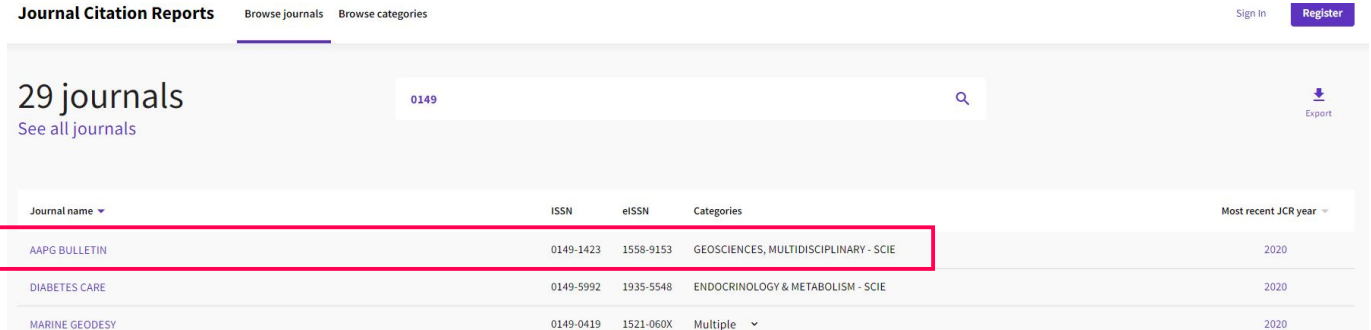 Journal Citation Reports Browse journals Browse categories Sign In Register
29 journals
0149
Export
See all journals
Journal name ISSN eISSN Categories Most recent JCR year
AAPG BULLETIN 0149-1423 1558-9153 GEOSCIENCES, MULTIDISCIPLINARY - SCIE 2020
DIABETES CARE 0149-5992 1935-5548 ENDOCRINOLOGY & METABOLISM - SCIE 2020
MARINE GEODESY 0149-0419 1521-060X Multiple 2020